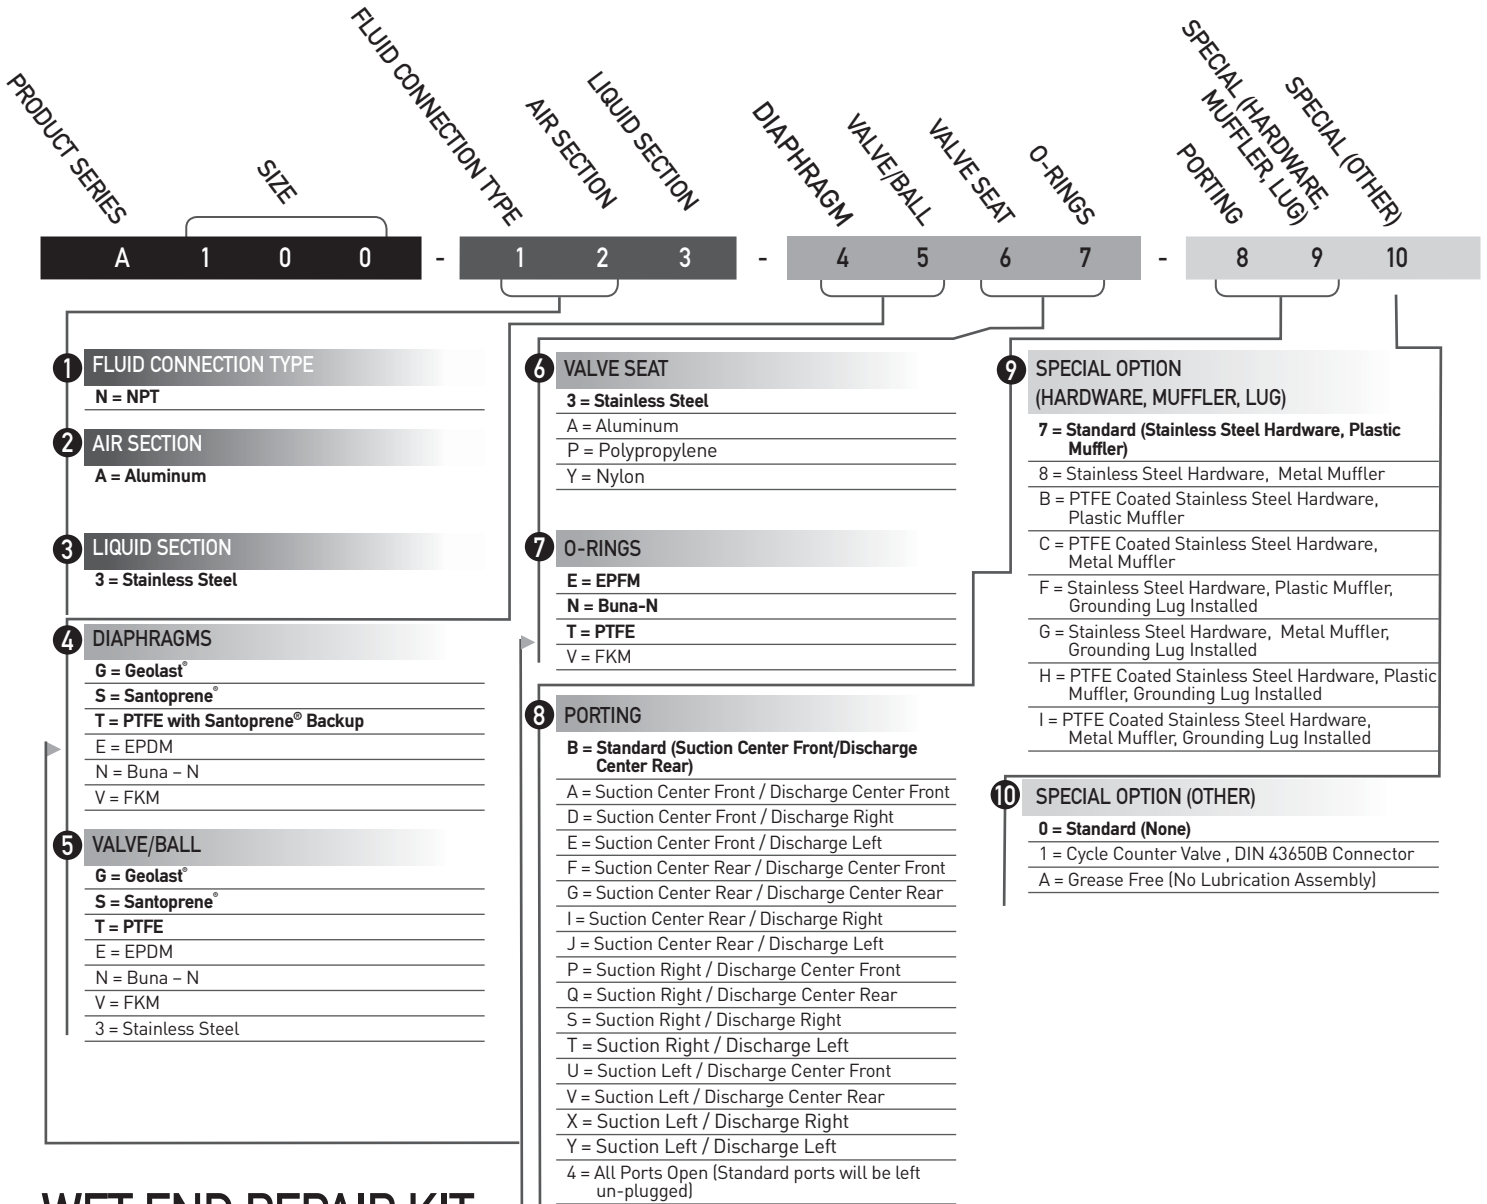 PRODUCT SERIES
SIZE
FLUID CONNECTION TYPE
AIR SECTION
LIQUID SECTION
DIAPHRAGM
VALVE/BALL
VALVE SEAT
O-RINGS
PORTING
SPECIAL (HARDWARE,
MUFFLER, LUG)
SPECIAL (OTHER)
A 1 0 0 - 1 2 3 - 4 5 6 7 - 8 9 10
1 FLUID CONNECTION TYPE
N = NPT
2 AIR SECTION
A = Aluminum
3 LIQUID SECTION
3 = Stainless Steel
4 DIAPHRAGMS
G = Geolast®
S = Santoprene®
T = PTFE with Santoprene® Backup
E = EPDM
N = Buna – N
V = FKM
5 VALVE/BALL
G = Geolast®
S = Santoprene®
T = PTFE
E = EPDM
N = Buna – N
V = FKM
3 = Stainless Steel
6 VALVE SEAT
3 = Stainless Steel
A = Aluminum
P = Polypropylene
Y = Nylon
7 O-RINGS
E = EPFM
N = Buna-N
T = PTFE
V = FKM
8 PORTING
B = Standard (Suction Center Front/Discharge
Center Rear)
A = Suction Center Front / Discharge Center Front
D = Suction Center Front / Discharge Right
E = Suction Center Front / Discharge Left
F = Suction Center Rear / Discharge Center Front
G = Suction Center Rear / Discharge Center Rear
I = Suction Center Rear / Discharge Right
J = Suction Center Rear / Discharge Left
P = Suction Right / Discharge Center Front
Q = Suction Right / Discharge Center Rear
S = Suction Right / Discharge Right
T = Suction Right / Discharge Left
U = Suction Left / Discharge Center Front
V = Suction Left / Discharge Center Rear
X = Suction Left / Discharge Right
Y = Suction Left / Discharge Left
4 = All Ports Open (Standard ports will be left
un-plugged)
9 SPECIAL OPTION
(HARDWARE, MUFFLER, LUG)
7 = Standard (Stainless Steel Hardware, Plastic
Muffler)
8 = Stainless Steel Hardware, Metal Muffler
B = PTFE Coated Stainless Steel Hardware,
Plastic Muffler
C = PTFE Coated Stainless Steel Hardware,
Metal Muffler
F = Stainless Steel Hardware, Plastic Muffler,
Grounding Lug Installed
G = Stainless Steel Hardware, Metal Muffler,
Grounding Lug Installed
H = PTFE Coated Stainless Steel Hardware, Plastic
Muffler, Grounding Lug Installed
I = PTFE Coated Stainless Steel Hardware,
Metal Muffler, Grounding Lug Installed
10 SPECIAL OPTION (OTHER)
0 = Standard (None)
1 = Cycle Counter Valve , DIN 43650B Connector
A = Grease Free (No Lubrication Assembly)
WET END REPAIR KIT